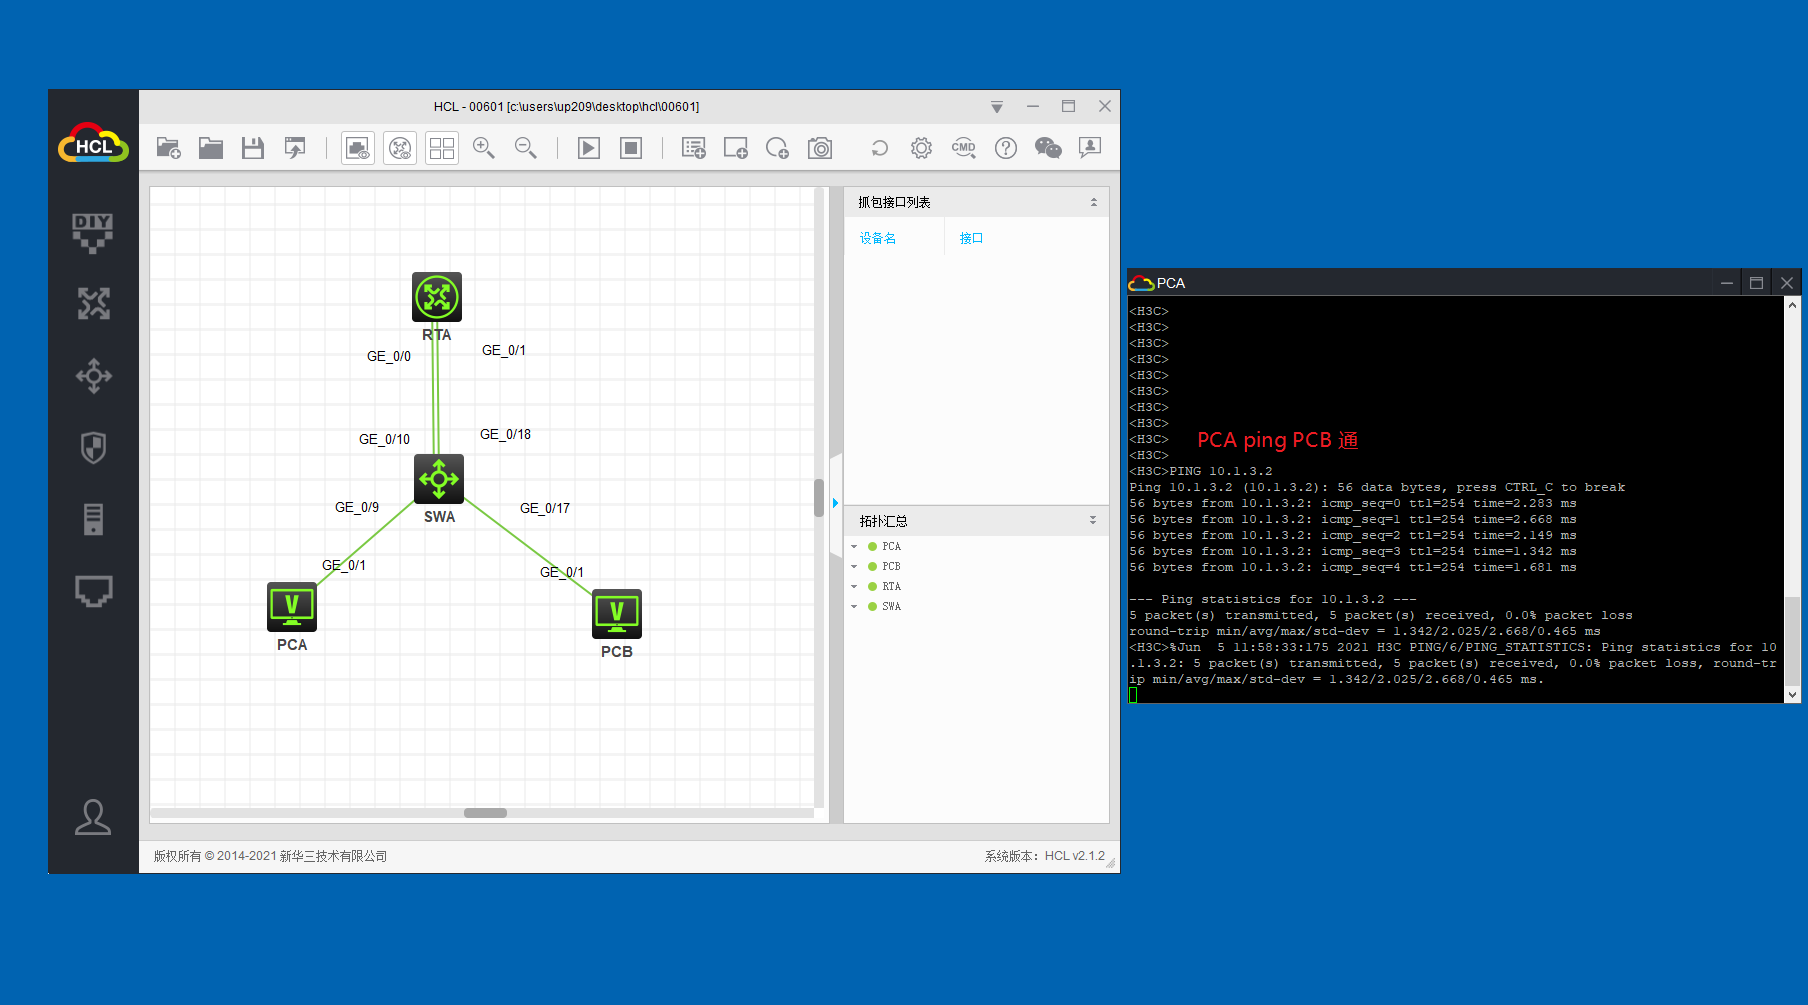 HCL - 00601 [c:\users\up209\desktop\hcl\00601]
HCL
DIY
CMD
RTA
GE_0/0
GE_0/1
GE_0/10
GE_0/18
SWA
GE_0/9
GE_0/17
GE_0/1
GE_0/1
PCA
PCB
抓包接口列表
设备名 接口
拓扑汇总
PCA
PCB
RTA
SWA
版权所有 © 2014-2021 新华三技术有限公司
系统版本：HCL v2.1.2
PCA
<H3C>
<H3C>
<H3C>
<H3C>
<H3C>
<H3C>
<H3C>
<H3C>
<H3C>
PCA ping PCB 通
<H3C>
<H3C>PING 10.1.3.2
Ping 10.1.3.2 (10.1.3.2): 56 data bytes, press CTRL_C to break
56 bytes from 10.1.3.2: icmp_seq=0 ttl=254 time=2.283 ms
56 bytes from 10.1.3.2: icmp_seq=1 ttl=254 time=2.668 ms
56 bytes from 10.1.3.2: icmp_seq=2 ttl=254 time=2.149 ms
56 bytes from 10.1.3.2: icmp_seq=3 ttl=254 time=1.342 ms
56 bytes from 10.1.3.2: icmp_seq=4 ttl=254 time=1.681 ms
--- Ping statistics for 10.1.3.2 ---
5 packet(s) transmitted, 5 packet(s) received, 0.0% packet loss
round-trip min/avg/max/std-dev = 1.342/2.025/2.668/0.465 ms
<H3C>%Jun  5 11:58:33:175 2021 H3C PING/6/PING_STATISTICS: Ping statistics for 10
.1.3.2: 5 packet(s) transmitted, 5 packet(s) received, 0.0% packet loss, round-tr
ip min/avg/max/std-dev = 1.342/2.025/2.668/0.465 ms.